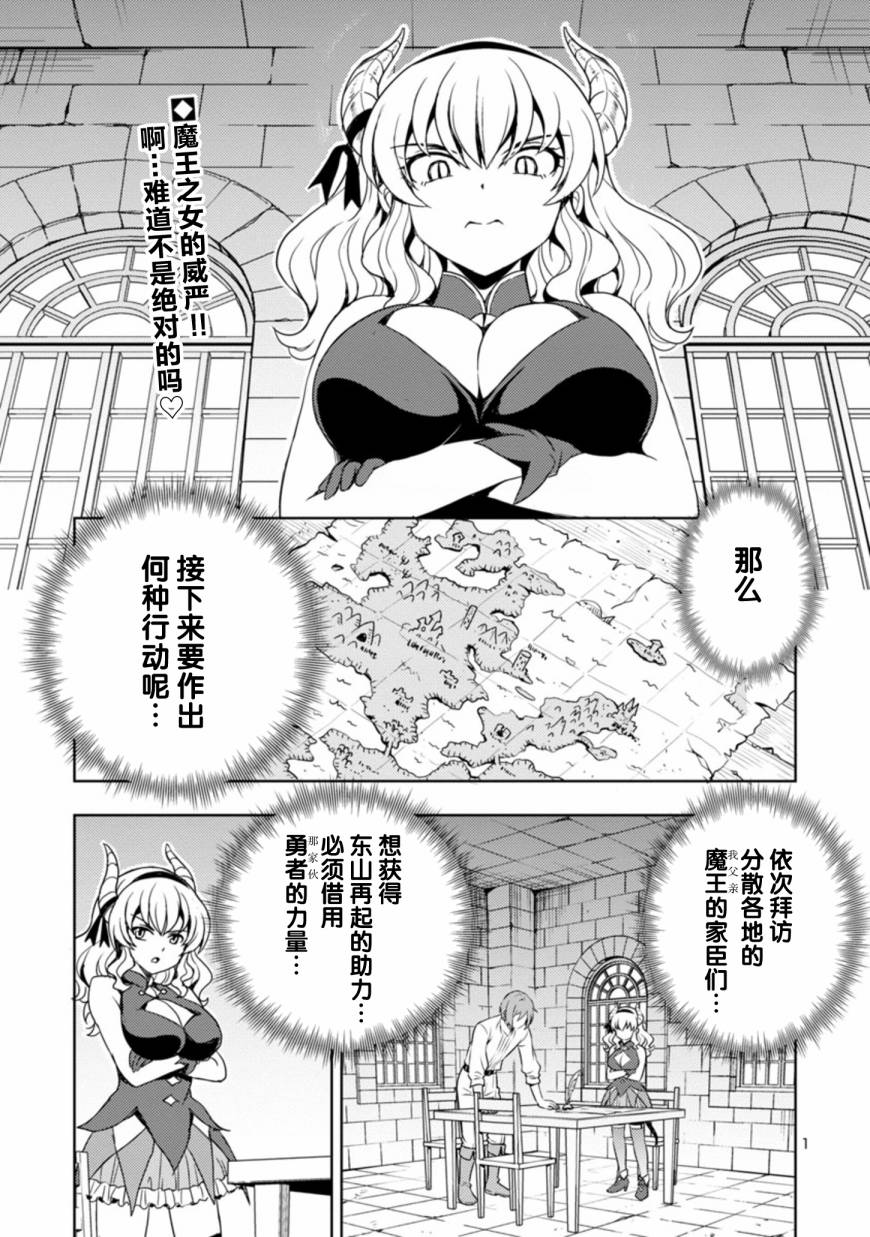 ◆魔王之女的威严!!
啊…难道不是绝对的吗♡
那么
接下来要作出
何种行动呢…
依次拜访
分散各地的
魔王的家臣们…
我父亲
想获得
东山再起的助力…
必须借用
勇者的力量…
那家伙
1